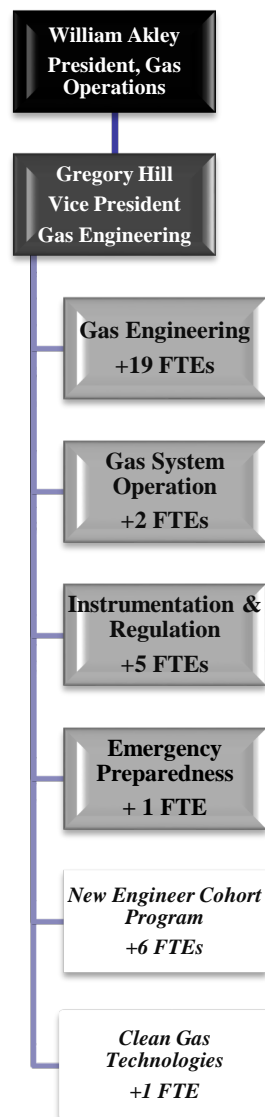 William Akley
President, Gas
Operations
Gregory Hill
Vice President
Gas Engineering
Gas Engineering
+19 FTEs
Gas System
Operation
+2 FTEs
Instrumentation &
Regulation
+5 FTEs
Emergency
Preparedness
+ 1 FTE
New Engineer Cohort
Program
+6 FTEs
Clean Gas
Technologies
+1 FTE